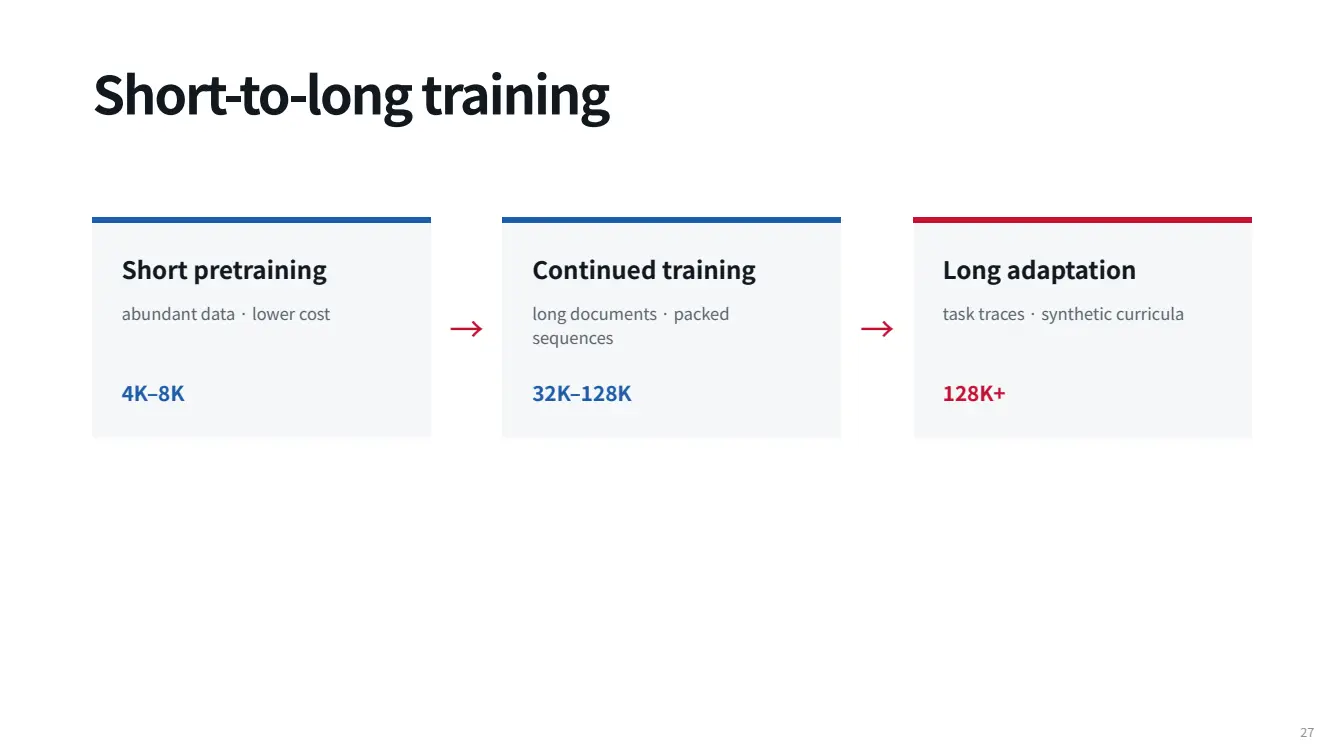 Short-to-long training
Short pretraining
abundant data · lower cost
4K–8K
→
Continued training
long documents · packed
sequences
32K–128K
→
Long adaptation
task traces · synthetic curricula
128K+
27